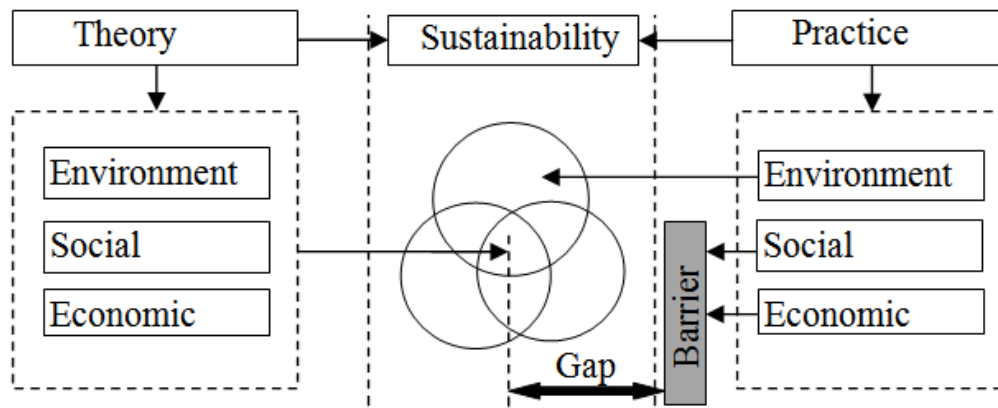 Theory
Sustainability
Practice
Environment
Social
Economic
Environment
Social
Economic
Barrier
Gap